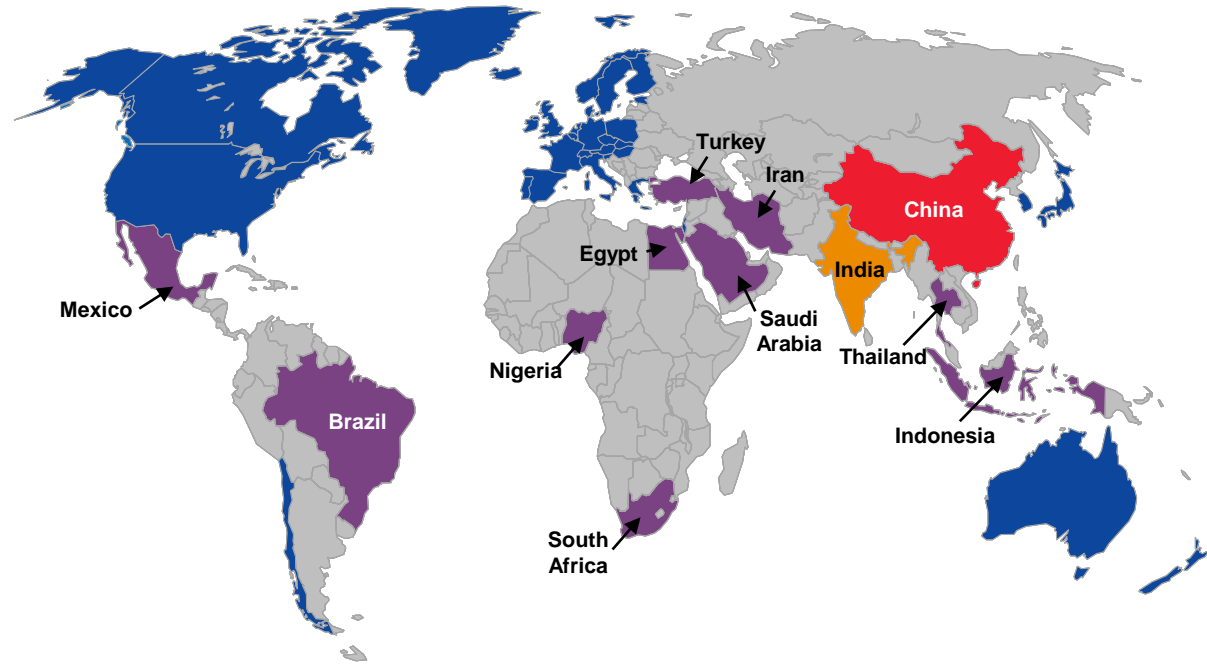 Turkey
Iran
China
Egypt
India
Mexico
Saudi
Arabia
Thailand
Nigeria
Brazil
Indonesia
South
Africa